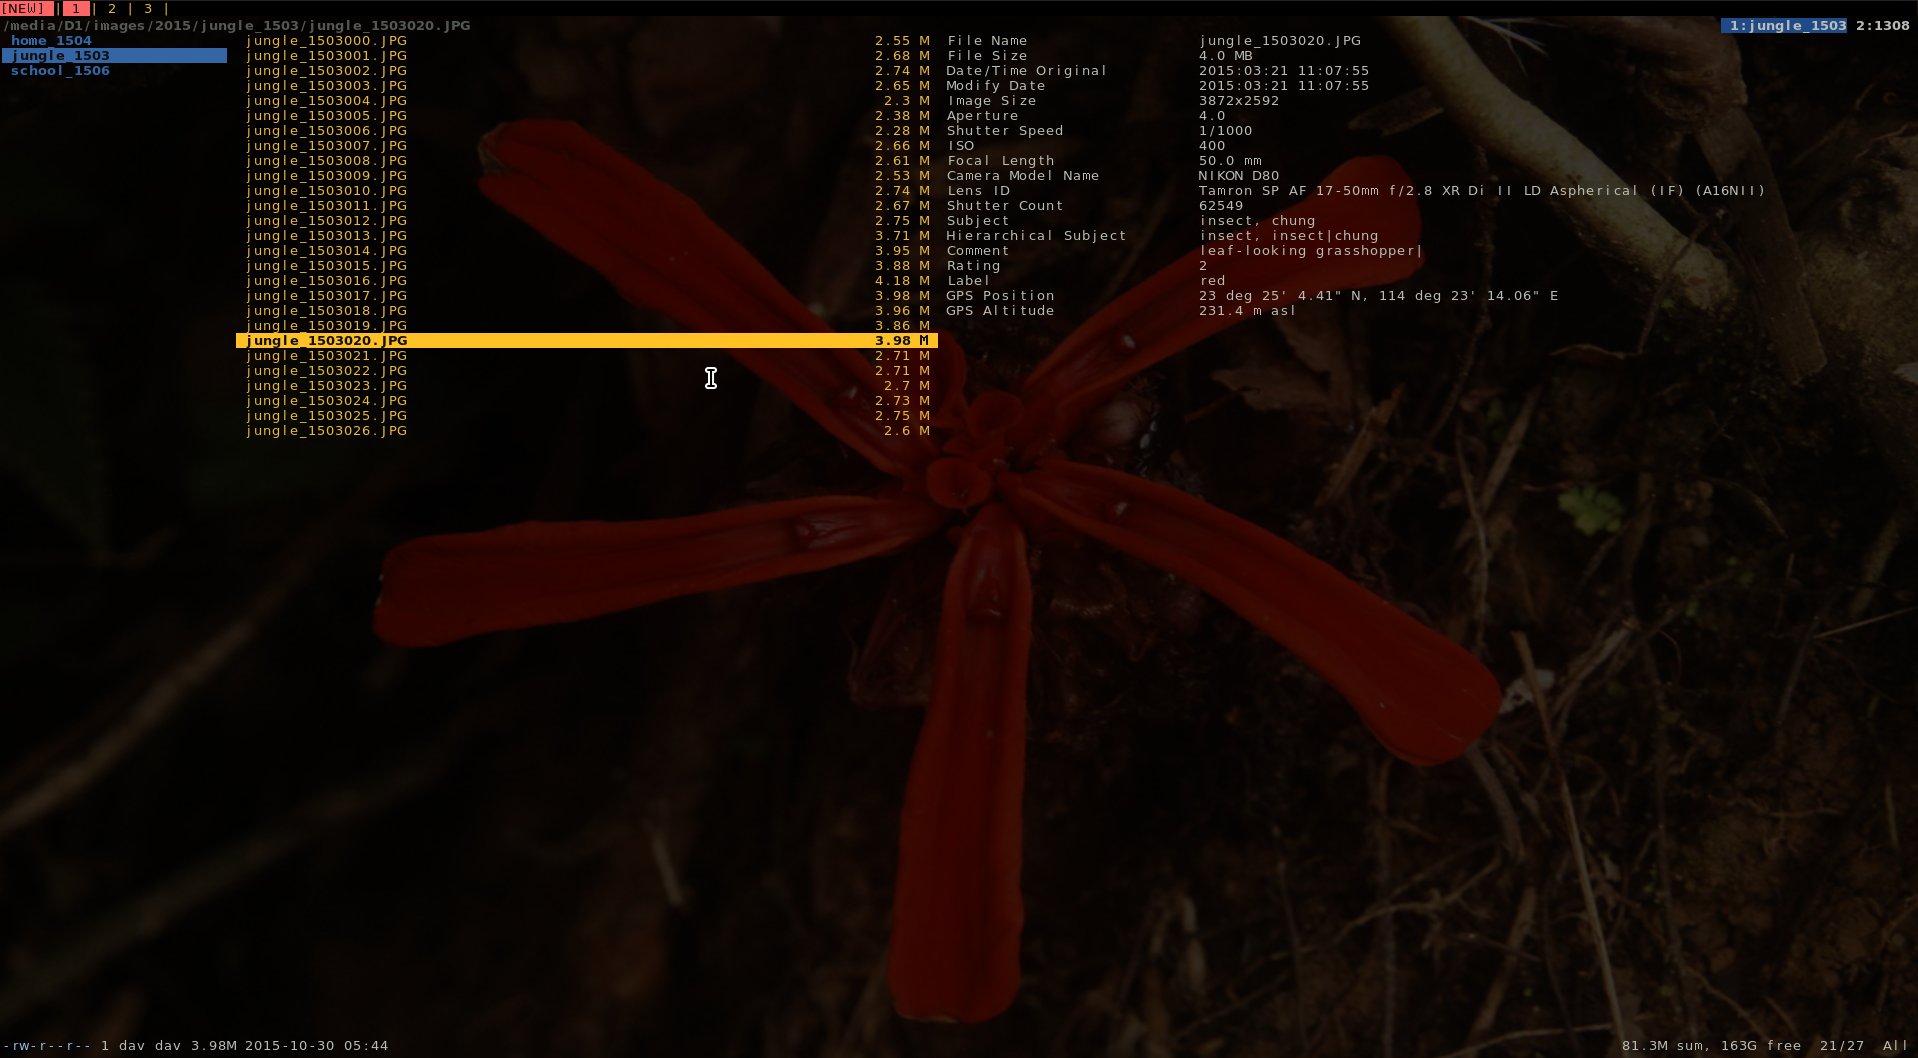 [NEW] | 1 | 2 | 3 |
/media/D1/images/2015/jungle_1503/jungle_1503020.JPG 1:jungle_1503 2:1308
home_1504 jungle_1503000.JPG 2.55 M File Name jungle_1503020.JPG
jungle_1503 jungle_1503001.JPG 2.68 M File Size 4.0 MB
school_1506 jungle_1503002.JPG 2.74 M Date/Time Original 2015:03:21 11:07:55
jungle_1503003.JPG 2.65 M Modify Date 2015:03:21 11:07:55
jungle_1503004.JPG 2.3 M Image Size 3872x2592
jungle_1503005.JPG 2.38 M Aperture 4.0
jungle_1503006.JPG 2.28 M Shutter Speed 1/1000
jungle_1503007.JPG 2.66 M ISO 400
jungle_1503008.JPG 2.61 M Focal Length 50.0 mm
jungle_1503009.JPG 2.53 M Camera Model Name NIKON D80
jungle_1503010.JPG 2.74 M Lens ID Tamron SP AF 17-50mm f/2.8 XR Di II LD Aspherical (IF) (A16NII)
jungle_1503011.JPG 2.67 M Shutter Count 62549
jungle_1503012.JPG 2.75 M Subject insect, chung
jungle_1503013.JPG 3.71 M Hierarchical Subject insect, insect|chung
jungle_1503014.JPG 3.95 M Comment leaf-looking grasshopper|
jungle_1503015.JPG 3.88 M Rating 2
jungle_1503016.JPG 4.18 M Label red
jungle_1503017.JPG 3.98 M GPS Position 23 deg 25' 4.41" N, 114 deg 23' 14.06" E
jungle_1503018.JPG 3.96 M GPS Altitude 231.4 m asl
jungle_1503019.JPG 3.86 M
jungle_1503020.JPG 3.98 M
jungle_1503021.JPG 2.71 M
jungle_1503022.JPG 2.71 M
jungle_1503023.JPG 2.7 M
jungle_1503024.JPG 2.73 M
jungle_1503025.JPG 2.75 M
jungle_1503026.JPG 2.6 M
-rw-r--r-- 1 dav dav 3.98M 2015-10-30 05:44 81.3M sum, 163G free 21/27 All